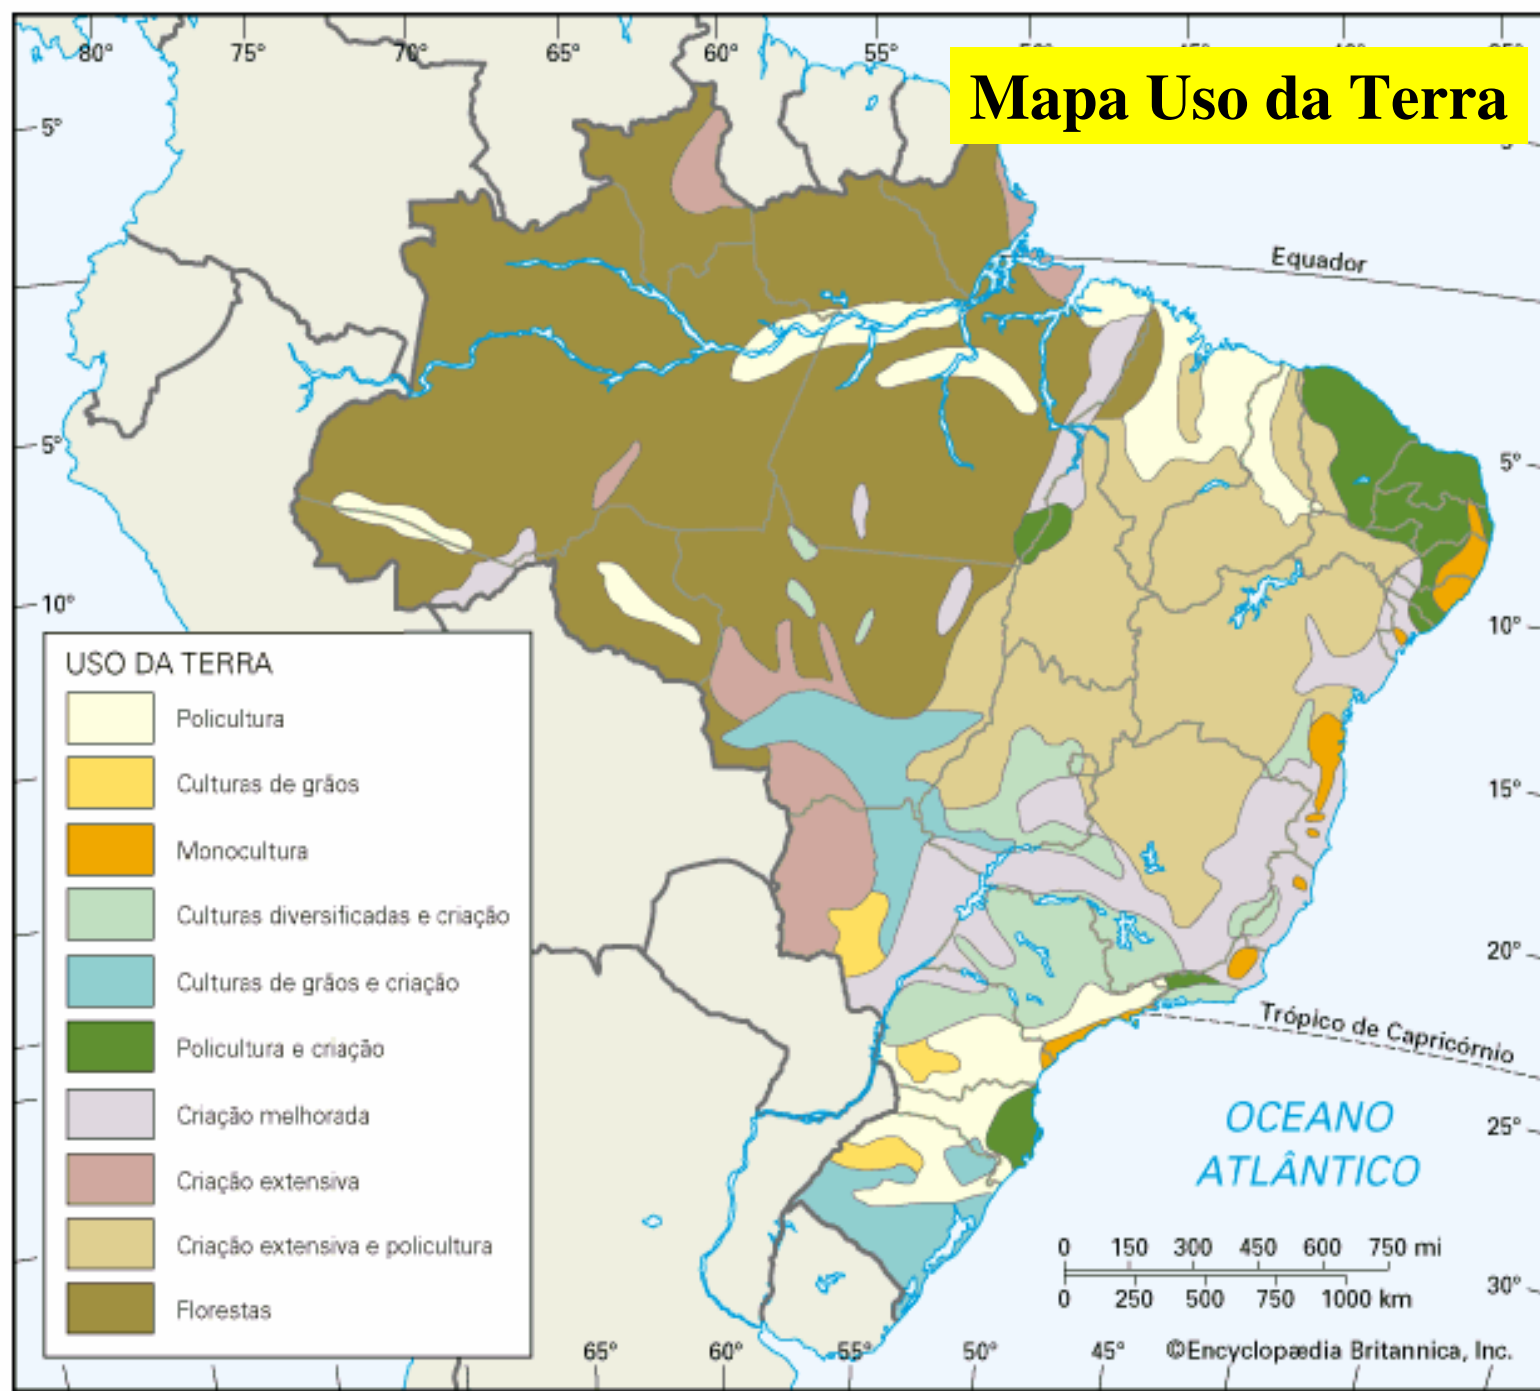 80°
75°
70°
65°
60°
55°
Mapa Uso da Terra
5°
Equador
5°
5°
10°
10°
USO DA TERRA
Policultura
Culturas de grãos
Monocultura
Culturas diversificadas e criação
Culturas de grãos e criação
Policultura e criação
Criação melhorada
Criação extensiva
Criação extensiva e policultura
Florestas
15°
20°
Trópico de Capricórnio
OCEANO
ATLÂNTICO
25°
0 150 300 450 600 750 mi
0 250 500 750 1000 km
30°
65°
60°
55°
50°
45°
©Encyclopædia Britannica, Inc.